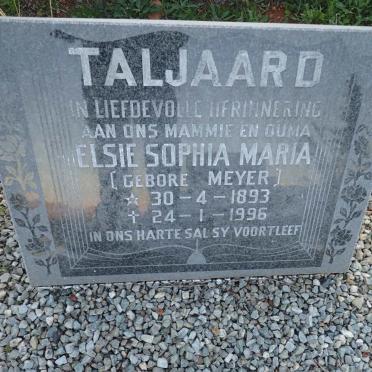 TALJAARD
IN LIEFDEVOLLE HERINNERING
AAN ONS MAMMIE EN OUMA
ELSIE SOPHIA MARIA
(GEBORE MEYER)
☆ 30-4-1893
✝ 24-1-1996
IN ONS HARTE SAL SY VOORTLEEF